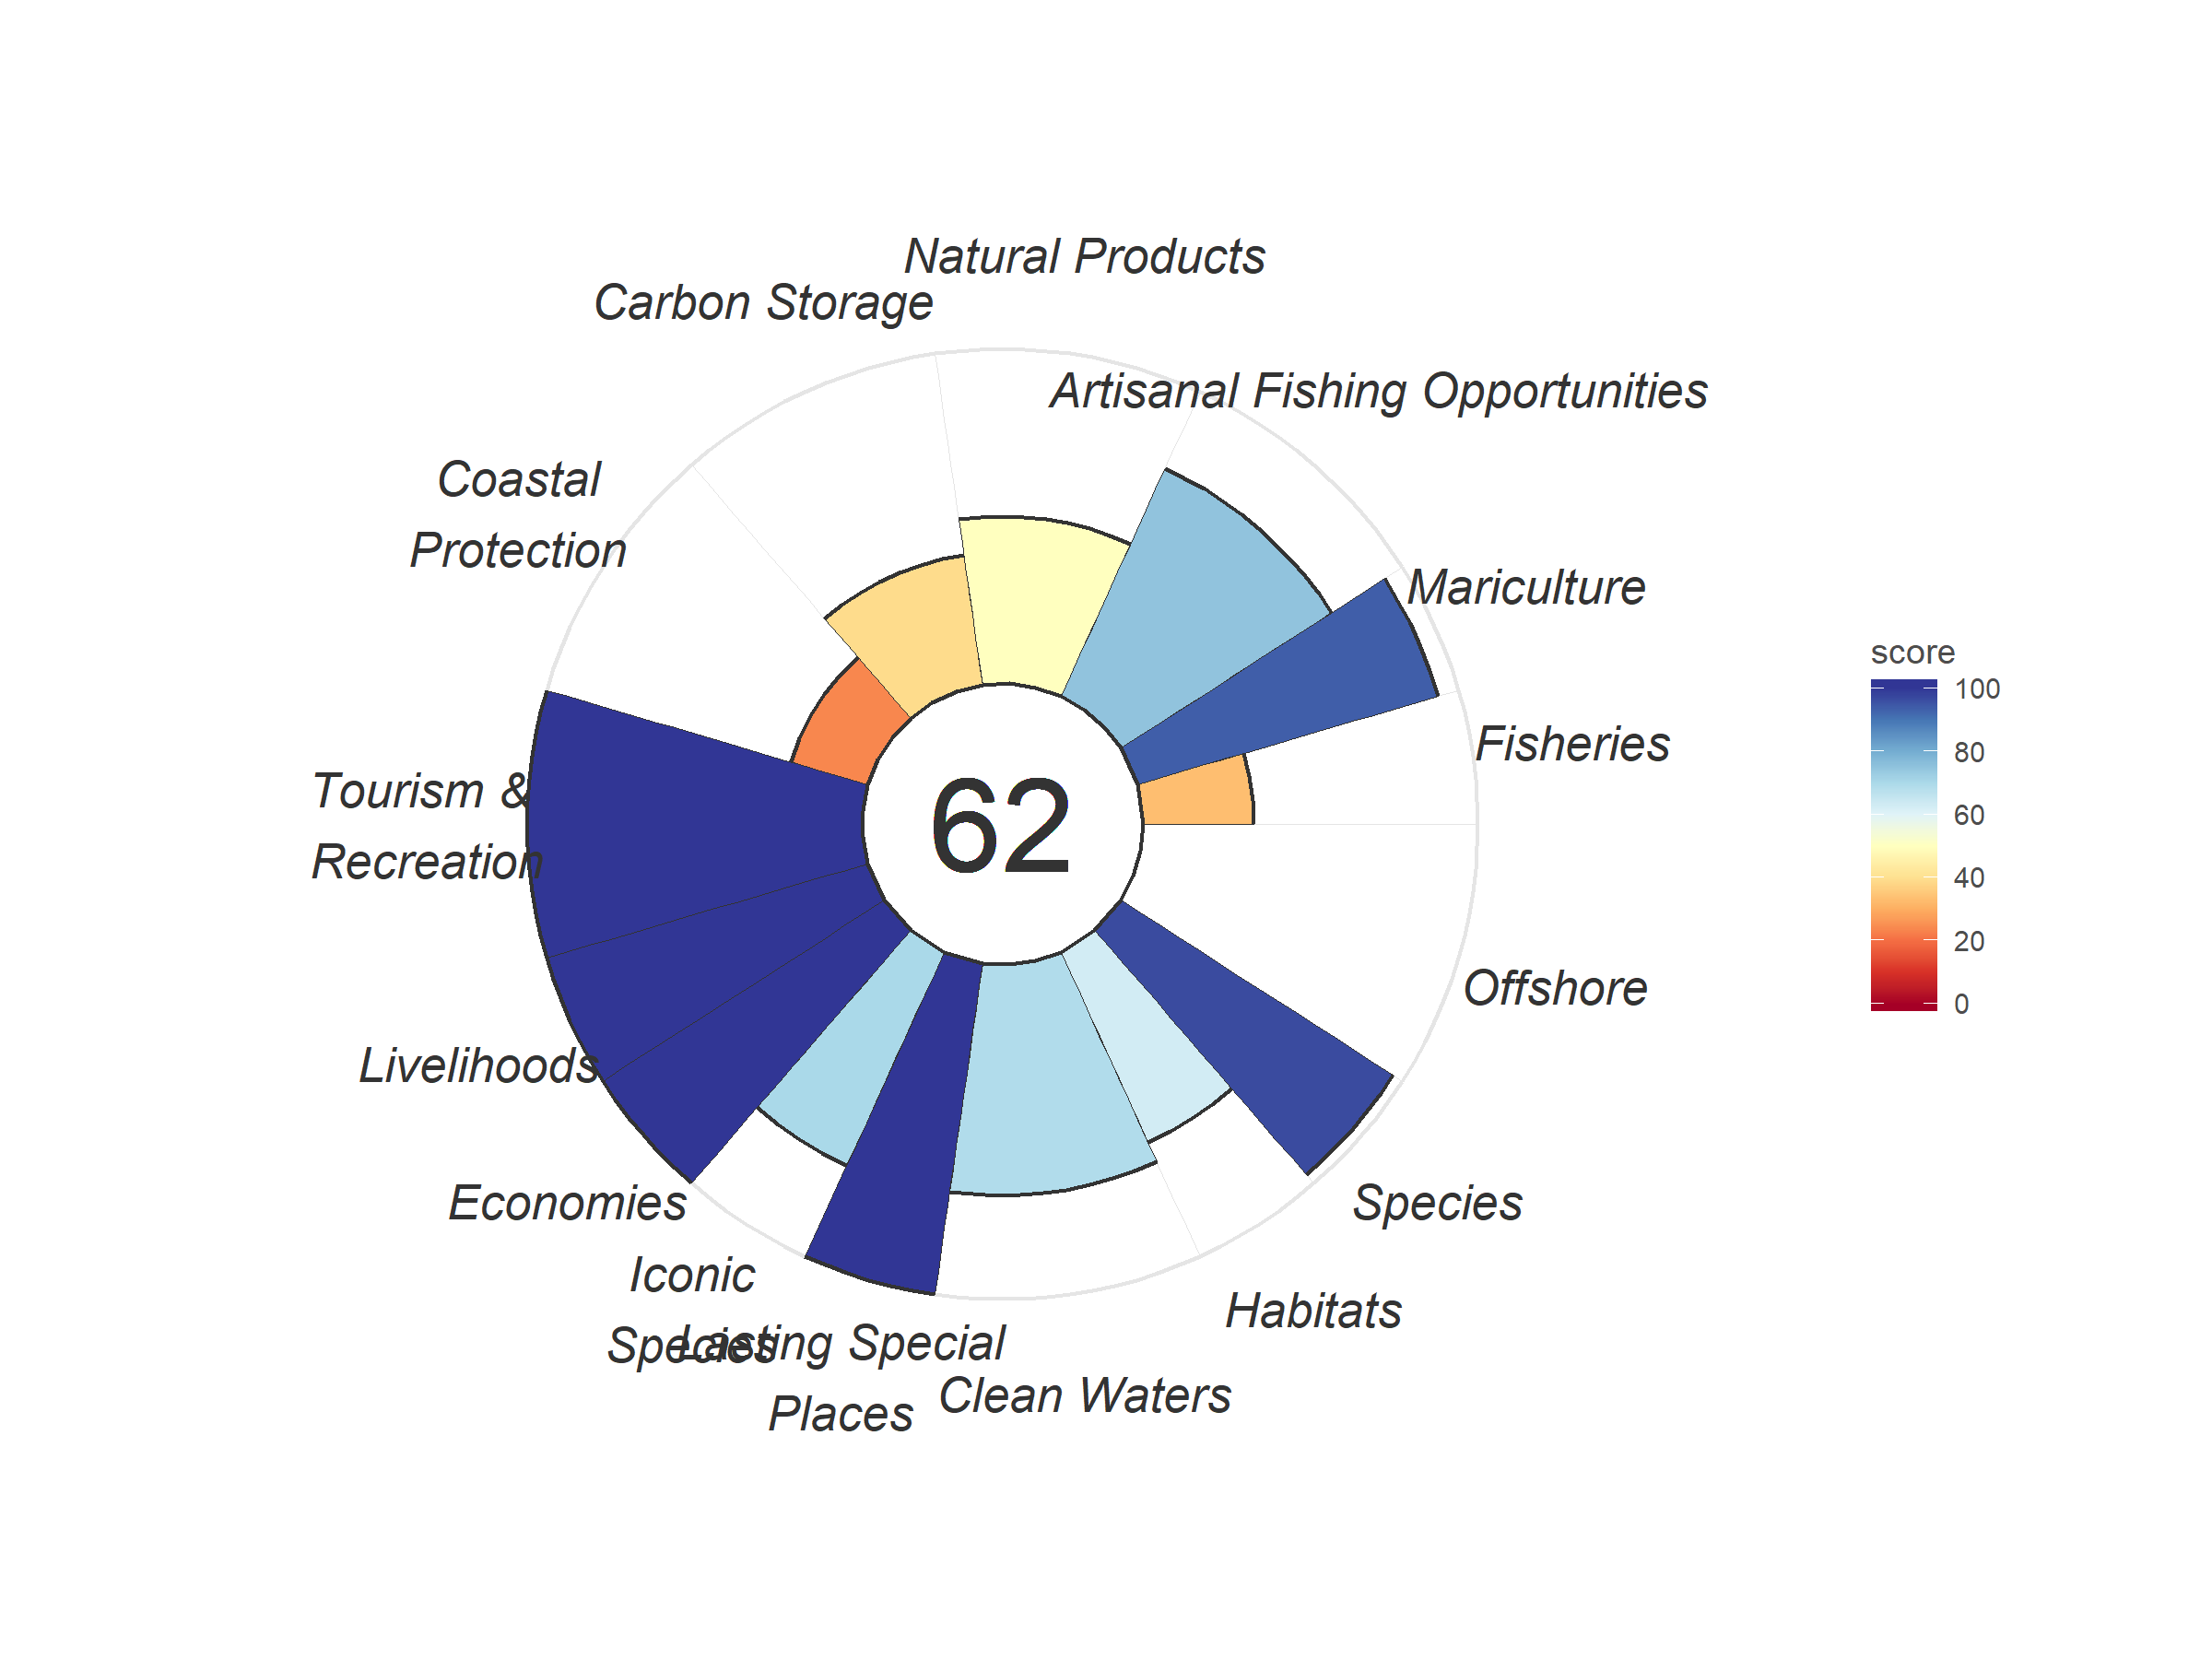 Natural Products
Carbon Storage
Artisanal Fishing Opportunities
Coastal
Protection
Mariculture
score
100
80
60
40
20
0
Fisheries
Tourism &
Recreation
62
Offshore
Livelihoods
Economies
Species
Iconic
Species
Habitats
Lasting Special
Places
Clean Waters